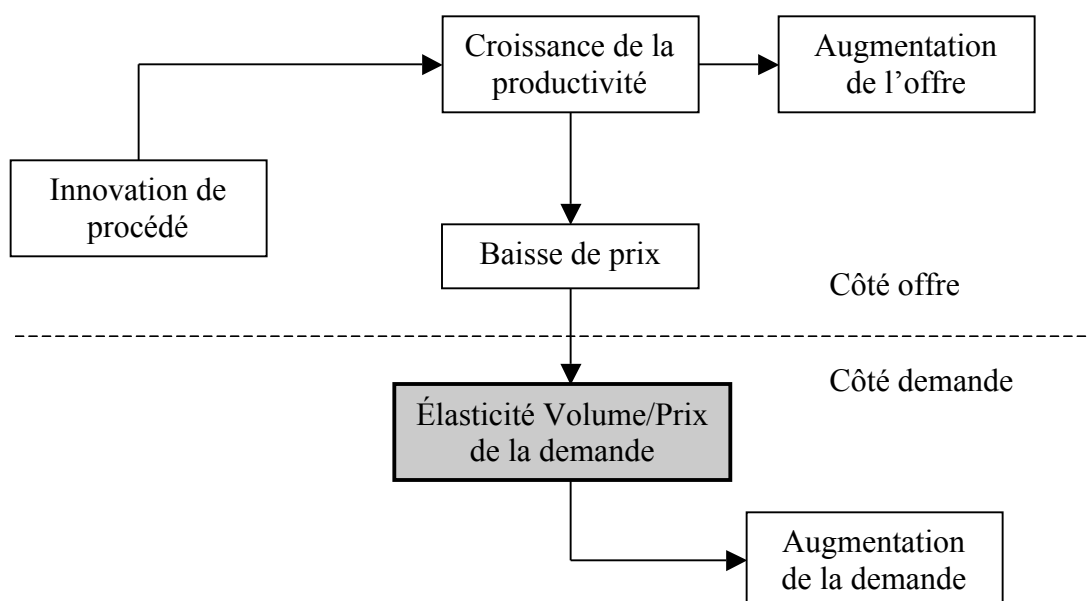 Croissance de la
productivité
Augmentation
de l’offre
Innovation de
procédé
Baisse de prix
Côté offre
Côté demande
Élasticité Volume/Prix
de la demande
Augmentation
de la demande